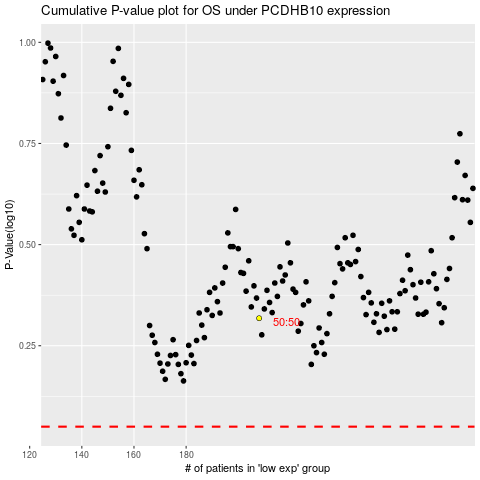 Cumulative P-value plot for OS under PCDHB10 expression
P-Value(log10)
1.00
0.75
0.50
0.25
50:50
120 140 160 180
# of patients in 'low exp' group